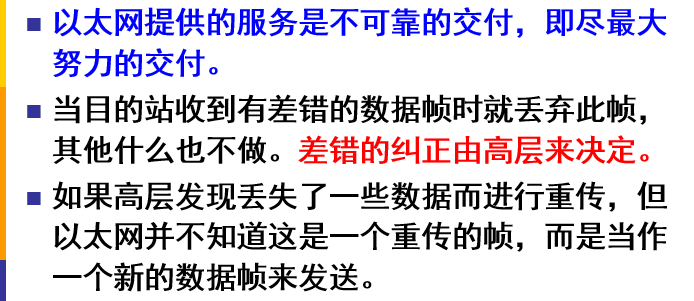 以太网提供的服务是不可靠的交付，即尽最大
努力的交付。
当目的站收到有差错的数据帧时就丢弃此帧，
其他什么也不做。差错的纠正由高层来决定。
如果高层发现丢失了一些数据而进行重传，但
以太网并不知道这是一个重传的帧，而是当作
一个新的数据帧来发送。